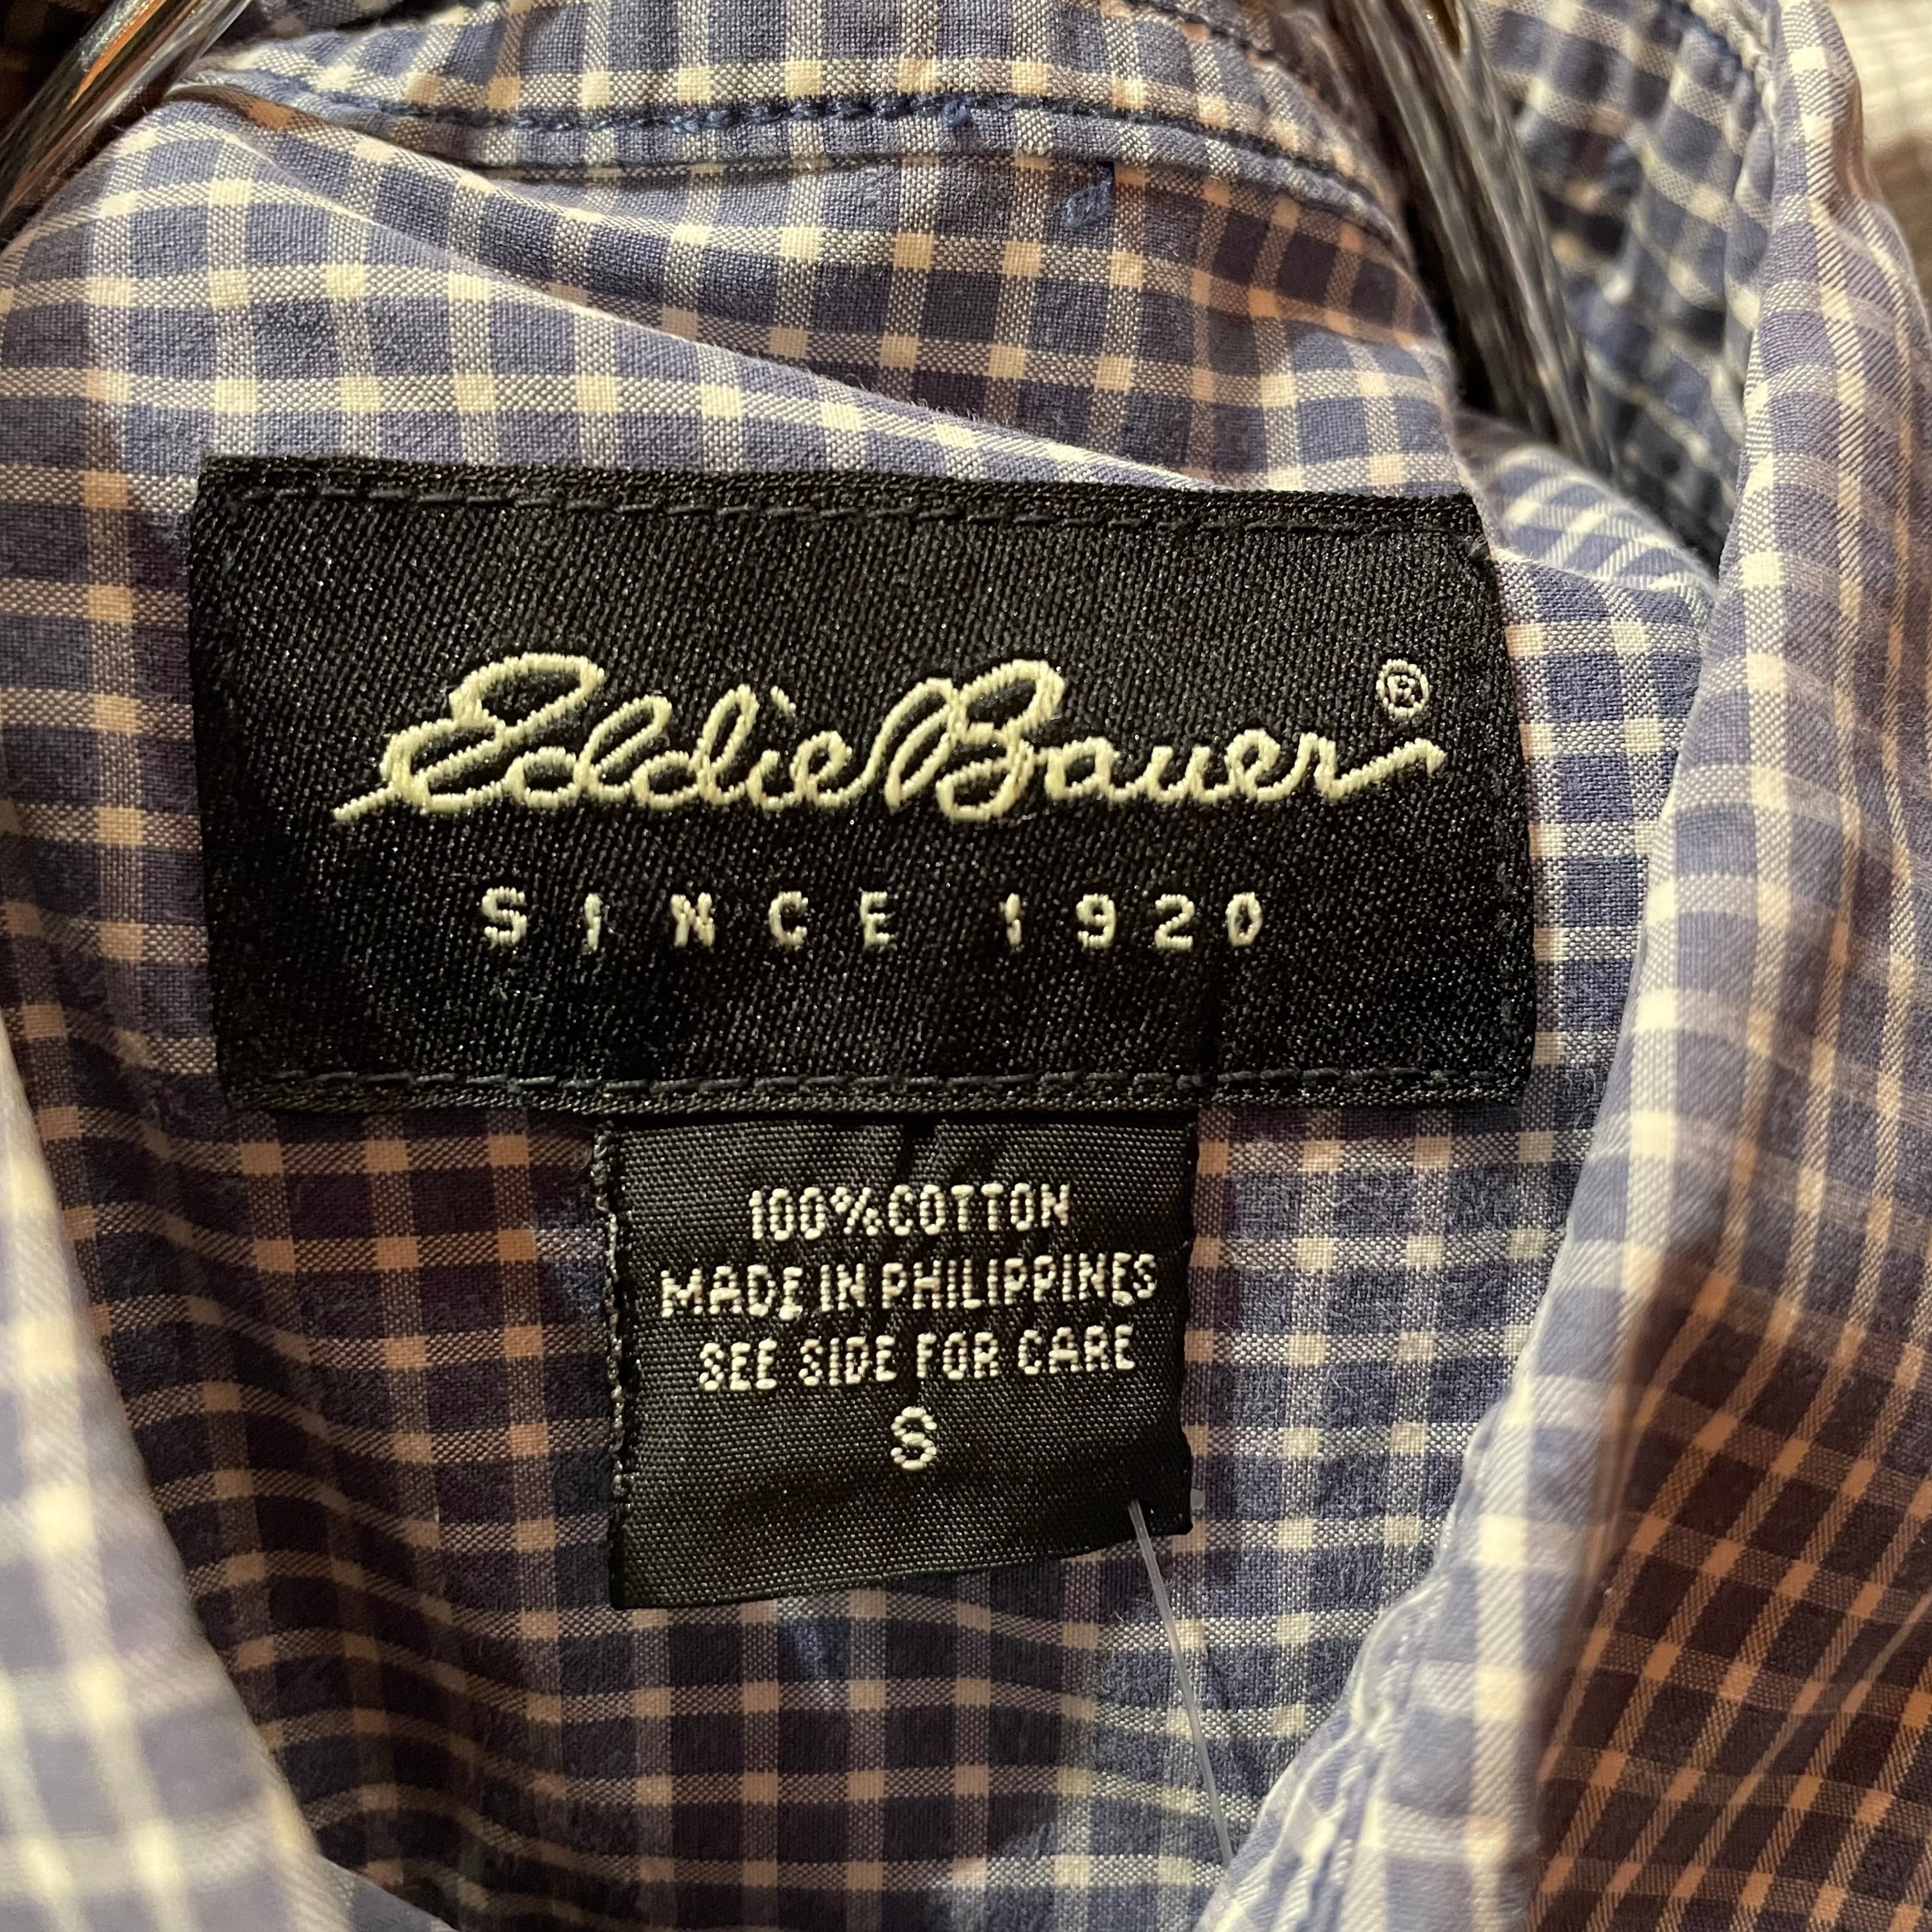 Eddie Bauer®
SINCE 1920
100% COTTON
MADE IN PHILIPPINES
SEE SIDE FOR CARE
S